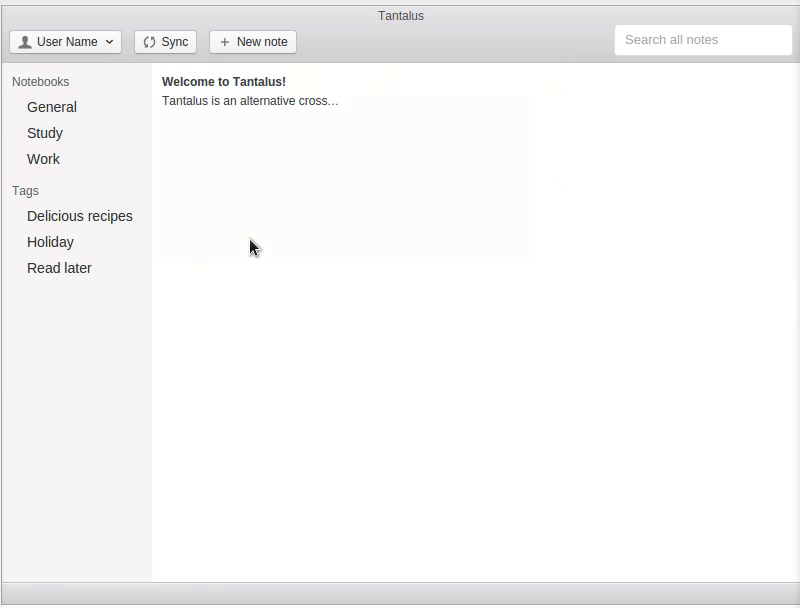 Tantalus
User Name
Sync
New note
Search all notes
Notebooks
General
Study
Work
Tags
Delicious recipes
Holiday
Read later
Welcome to Tantalus!
Tantalus is an alternative cross…